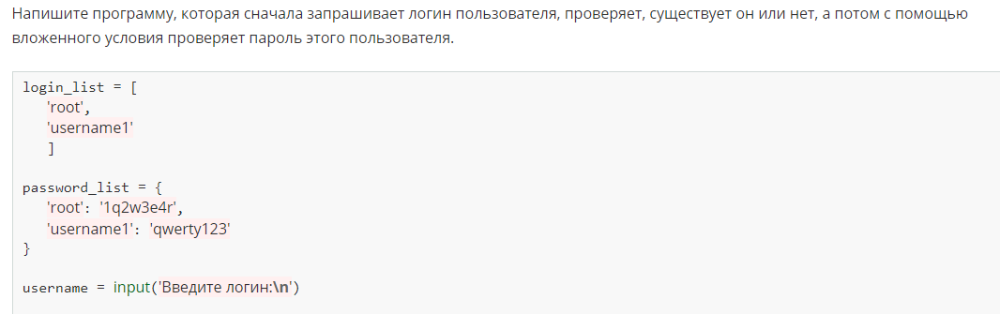 Напишите программу, которая сначала запрашивает логин пользователя, проверяет, существует он или нет, а потом с помощью
вложенного условия проверяет пароль этого пользователя.
login_list = [
'root',
'username1'
]
password_list = {
'root': '1q2w3e4r',
'username1': 'qwerty123'
}
username = input('Введите логин:\n')